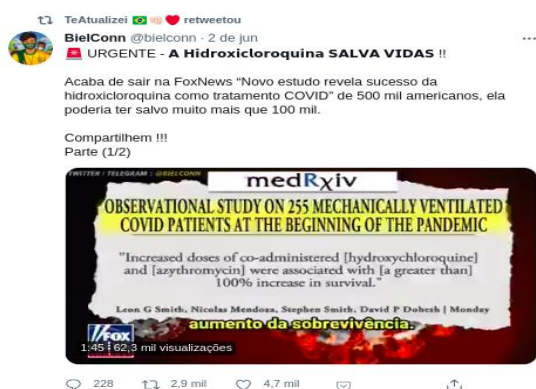 TeAtualizei 🇧🇷👊🏻❤️ retweetou
BielConn @bielconn · 2 de jun
🚨 URGENTE - A Hidroxicloroquina SALVA VIDAS !!
Acaba de sair na FoxNews “Novo estudo revela sucesso da
hidroxicloroquina como tratamento COVID” de 500 mil americanos, ela
poderia ter salvo muito mais que 100 mil.
Compartilhem !!!
Parte (1/2)
TWITTER | TELEGRAM : @BIELCONN
medRχiv
OBSERVATIONAL STUDY ON 255 MECHANICALLY VENTILATED
COVID PATIENTS AT THE BEGINNING OF THE PANDEMIC
"Increased doses of co-administered [hydroxychloroquine]
and [azythromycin] were associated with [a greater than]
100% increase in survival."
Leon G Smith, Nicolas Mendoza, Stephen Smith, David P Dobesh | Monday
aumento da sobrevivência.
FOX
1:45 62,3 mil visualizações
228 2,9 mil 4,7 mil